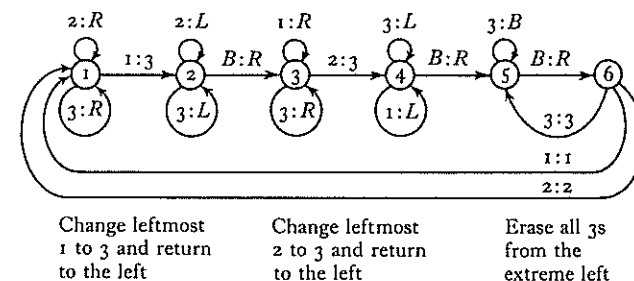 2:R 2:L 1:R 3:L 3:B
1:3 B:R 2:3 B:R B:R
1 2 3 4 5 6
3:R 3:L 3:R 1:L 3:3
1:1
2:2
Change leftmost Change leftmost Erase all 3s
1 to 3 and return 2 to 3 and return from the
to the left to the left extreme left